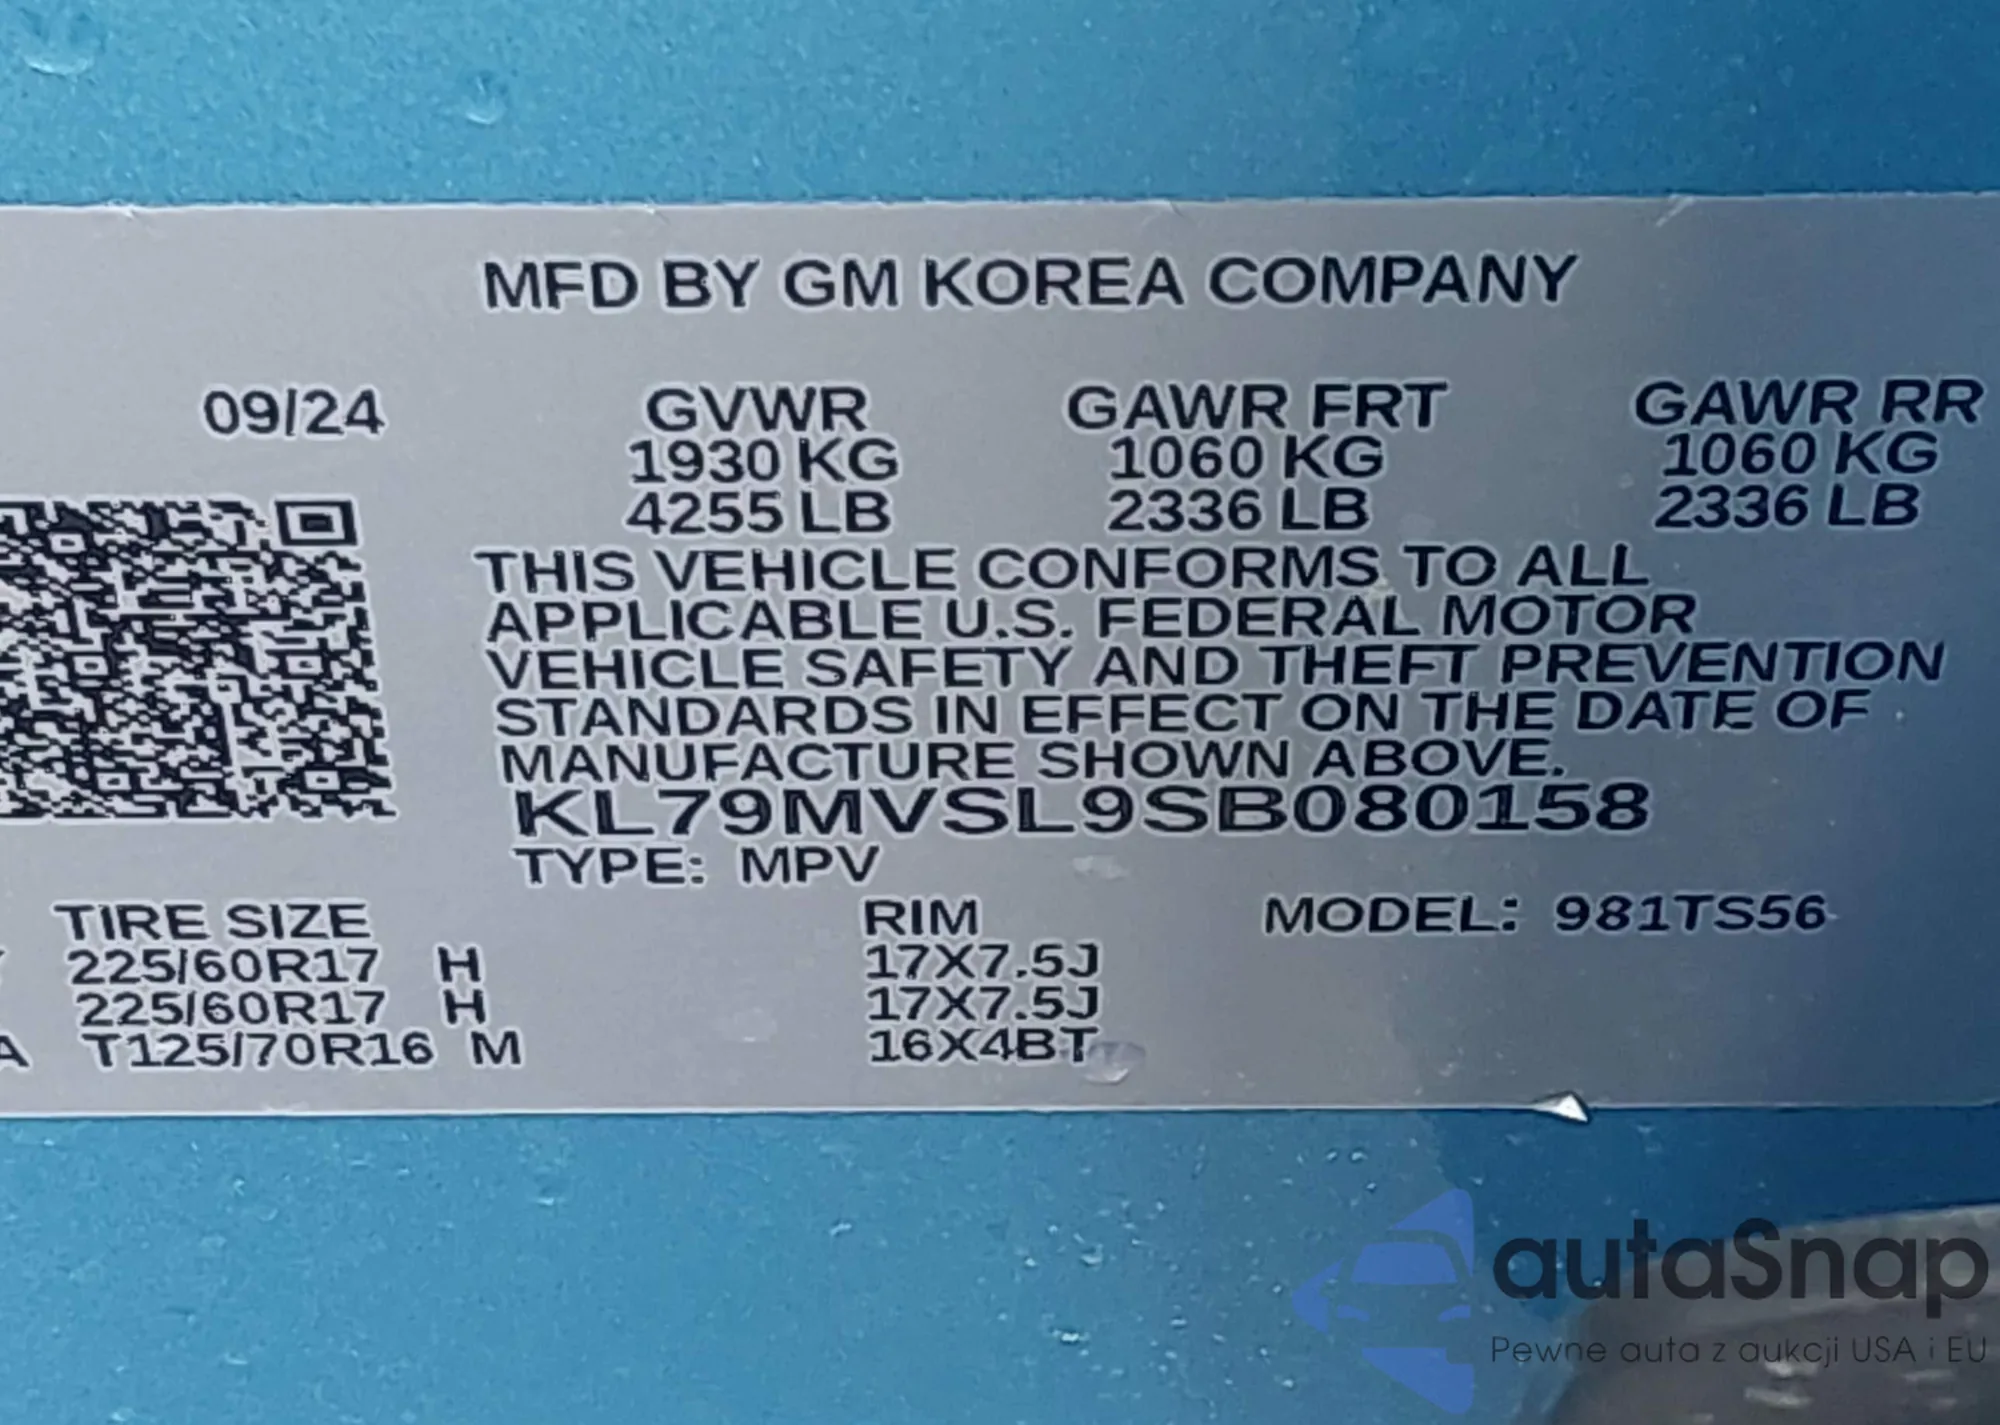 MFD BY GM KOREA COMPANY
09/24 GVWR GAWR FRT GAWR RR
1930 KG 1060 KG 1060 KG
4255 LB 2336 LB 2336 LB
THIS VEHICLE CONFORMS TO ALL
APPLICABLE U.S. FEDERAL MOTOR
VEHICLE SAFETY AND THEFT PREVENTION
STANDARDS IN EFFECT ON THE DATE OF
MANUFACTURE SHOWN ABOVE.
KL79MVSL9SB080158
TYPE: MPV
TIRE SIZE RIM MODEL: 981TS56
225/60R17 H 17X7.5J
225/60R17 H 17X7.5J
A T125/70R16 M 16X4BT
autaSnap
Pewne auta z aukcji USA i EU